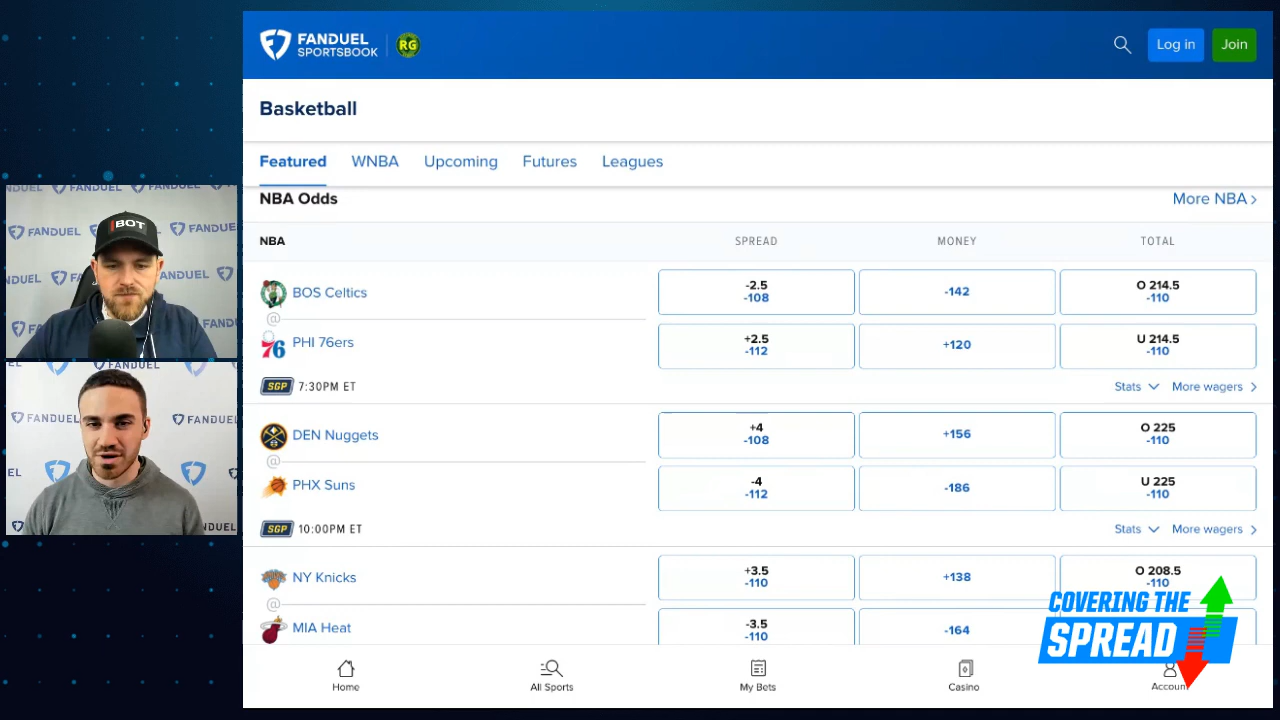 FANDUEL
SPORTSBOOK
RG
Log in
Join
Basketball
Featured
WNBA
Upcoming
Futures
Leagues
NBA Odds
More NBA
NBA
SPREAD
MONEY
TOTAL
BOS Celtics
-2.5
-108
-142
O 214.5
-110
@
PHI 76ers
+2.5
-112
+120
U 214.5
-110
SGP 7:30PM ET
Stats
More wagers
DEN Nuggets
+4
-108
+156
O 225
-110
@
PHX Suns
-4
-112
-186
U 225
-110
SGP 10:00PM ET
Stats
More wagers
NY Knicks
+3.5
-110
+138
O 208.5
-110
@
MIA Heat
-3.5
-110
-164
Home
All Sports
My Bets
Casino
Accoun
COVERING THE
SPREAD
BOT
FANDUEL
FANDUEL
FANDUEL